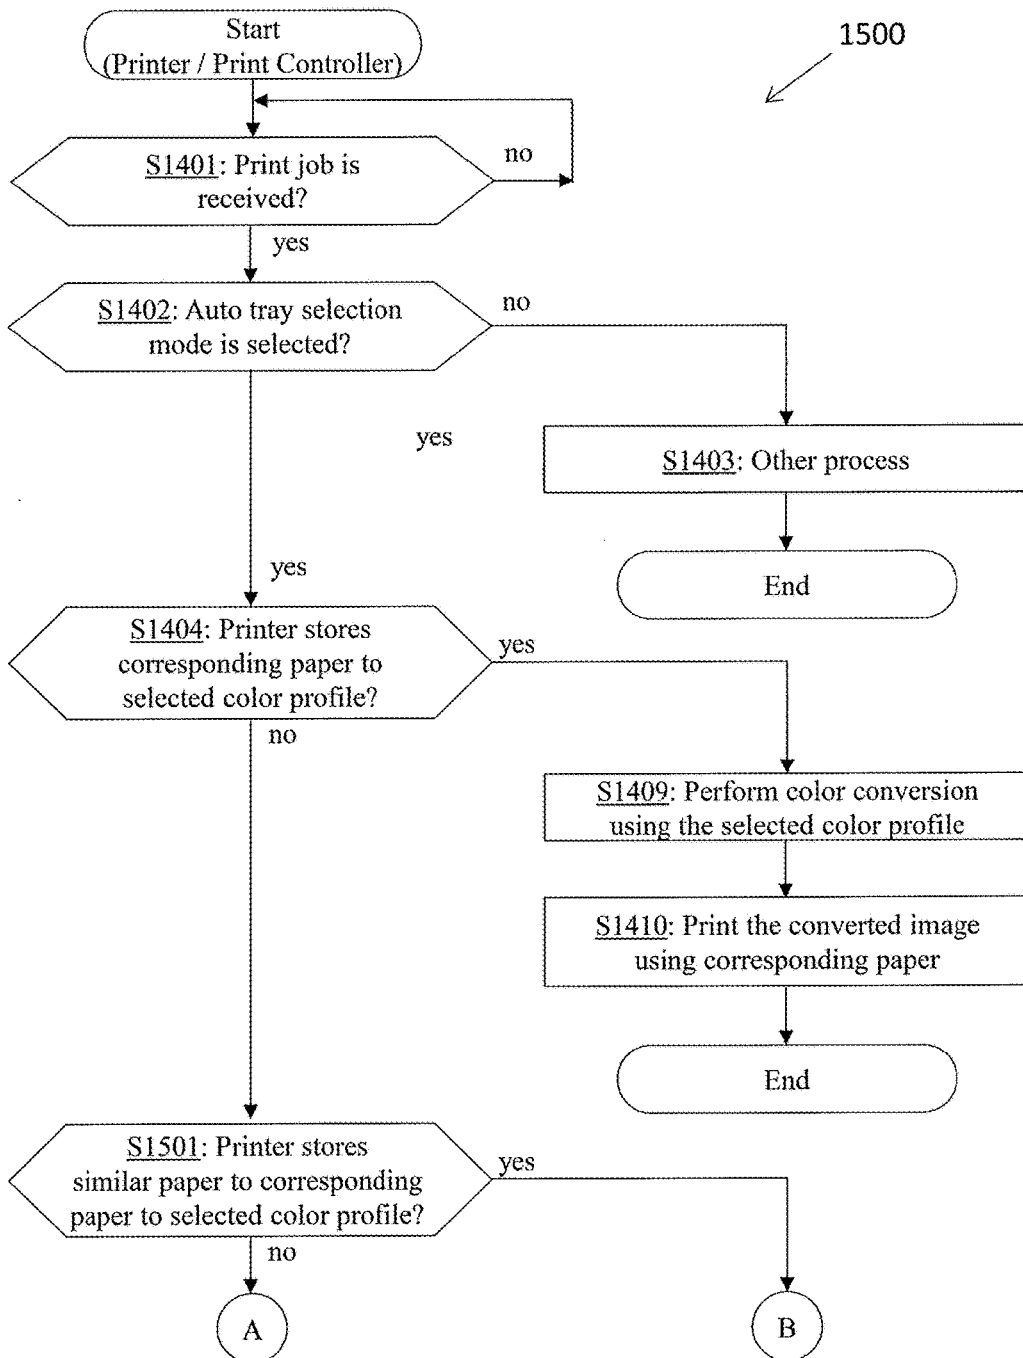 Start
(Printer / Print Controller)
1500
S1401: Print job is
received?
no
yes
S1402: Auto tray selection
mode is selected?
no
yes
S1403: Other process
End
yes
S1404: Printer stores
corresponding paper to
selected color profile?
yes
no
S1409: Perform color conversion
using the selected color profile
S1410: Print the converted image
using corresponding paper
End
S1501: Printer stores
similar paper to corresponding
paper to selected color profile?
yes
no
A
B